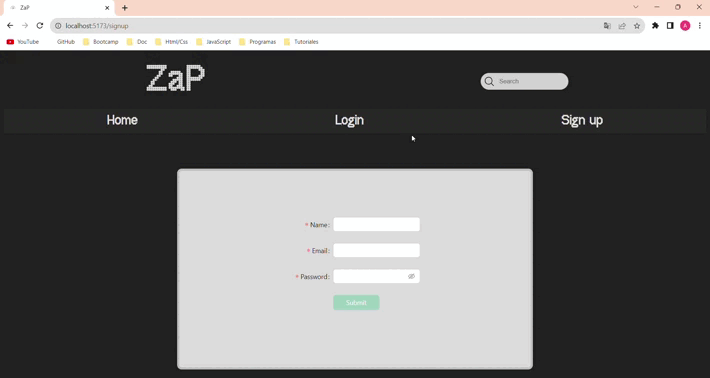 ZaP
localhost:5173/signup
A
YouTube GitHub Bootcamp Doc Html/Css JavaScript Programas Tutoriales
ZaP
Search
Home Login Sign up
* Name:
* Email:
* Password:
Submit